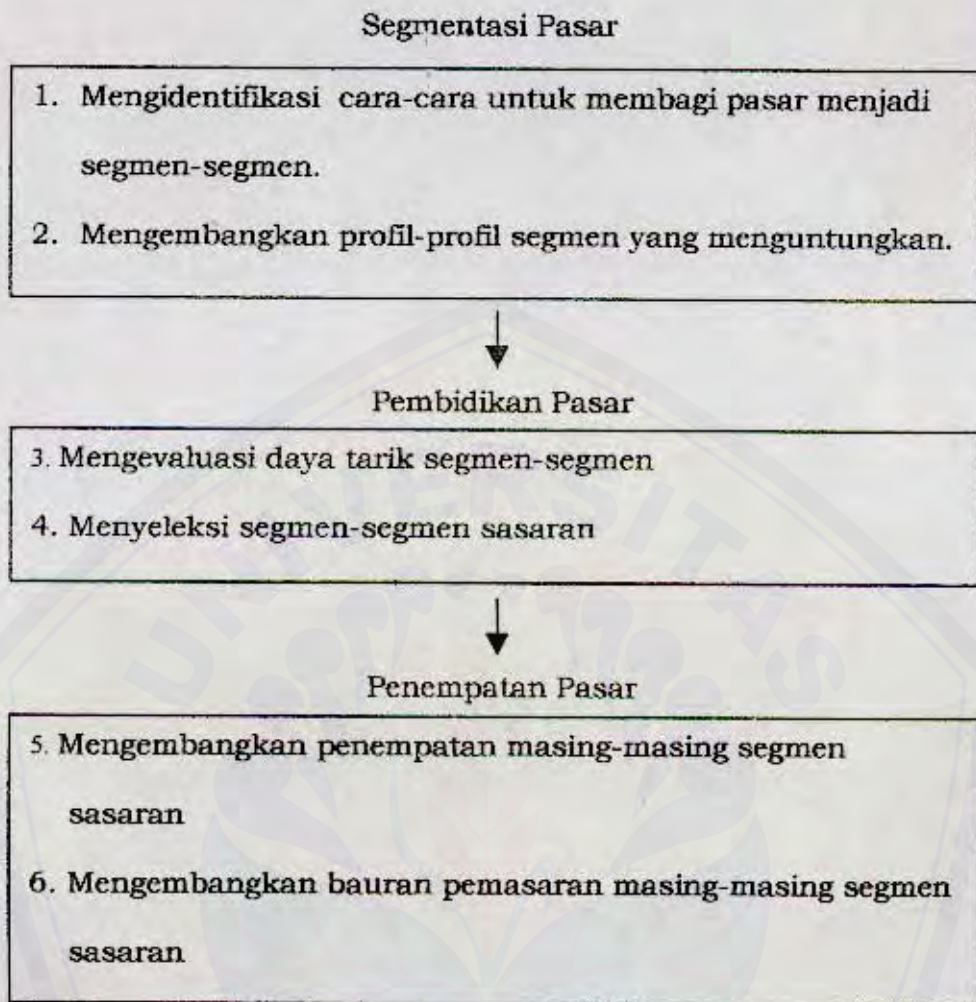 Segmentasi Pasar
1. Mengidentifikasi cara-cara untuk membagi pasar menjadi
segmen-segmen.
2. Mengembangkan profil-profil segmen yang menguntungkan.
Pembidikan Pasar
3. Mengevaluasi daya tarik segmen-segmen
4. Menyeleksi segmen-segmen sasaran
Penempatan Pasar
5. Mengembangkan penempatan masing-masing segmen
sasaran
6. Mengembangkan bauran pemasaran masing-masing segmen
sasaran
UNIVERSITAS